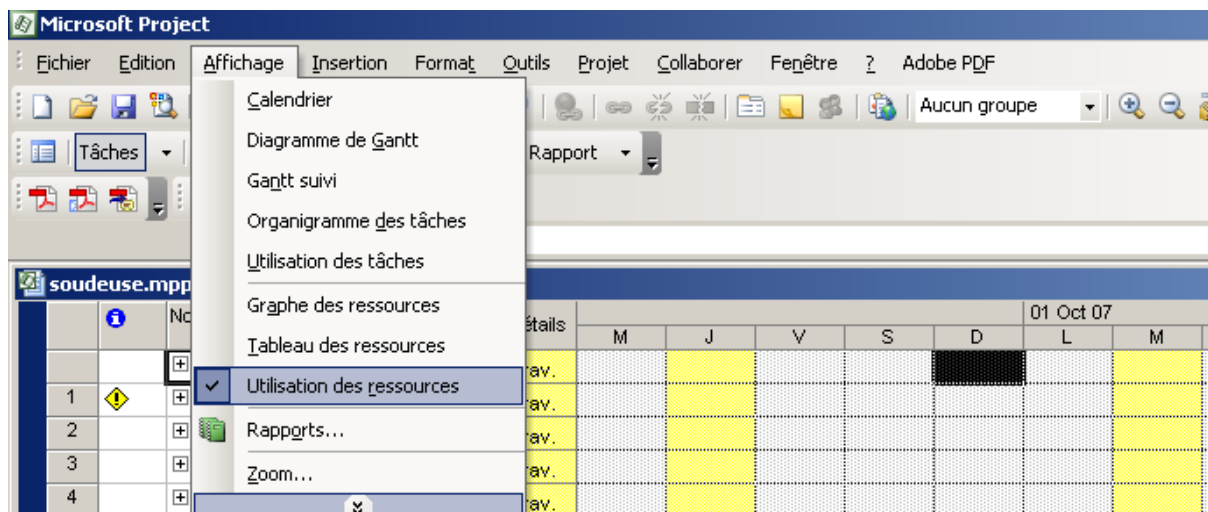 Microsoft Project
Fichier Edition Affichage Insertion Format Outils Projet Collaborer Fenêtre ? Adobe PDF
Aucun groupe
Tâches Rapport
Calendrier
Diagramme de Gantt
Gantt suivi
Organigramme des tâches
Utilisation des tâches
Graphe des ressources
Tableau des ressources
Utilisation des ressources
Rapports...
Zoom...
soudeuse.mpp
No étails 01 Oct 07
M J V S D L M
rav.
1 rav.
2 rav.
3 rav.
4 rav.